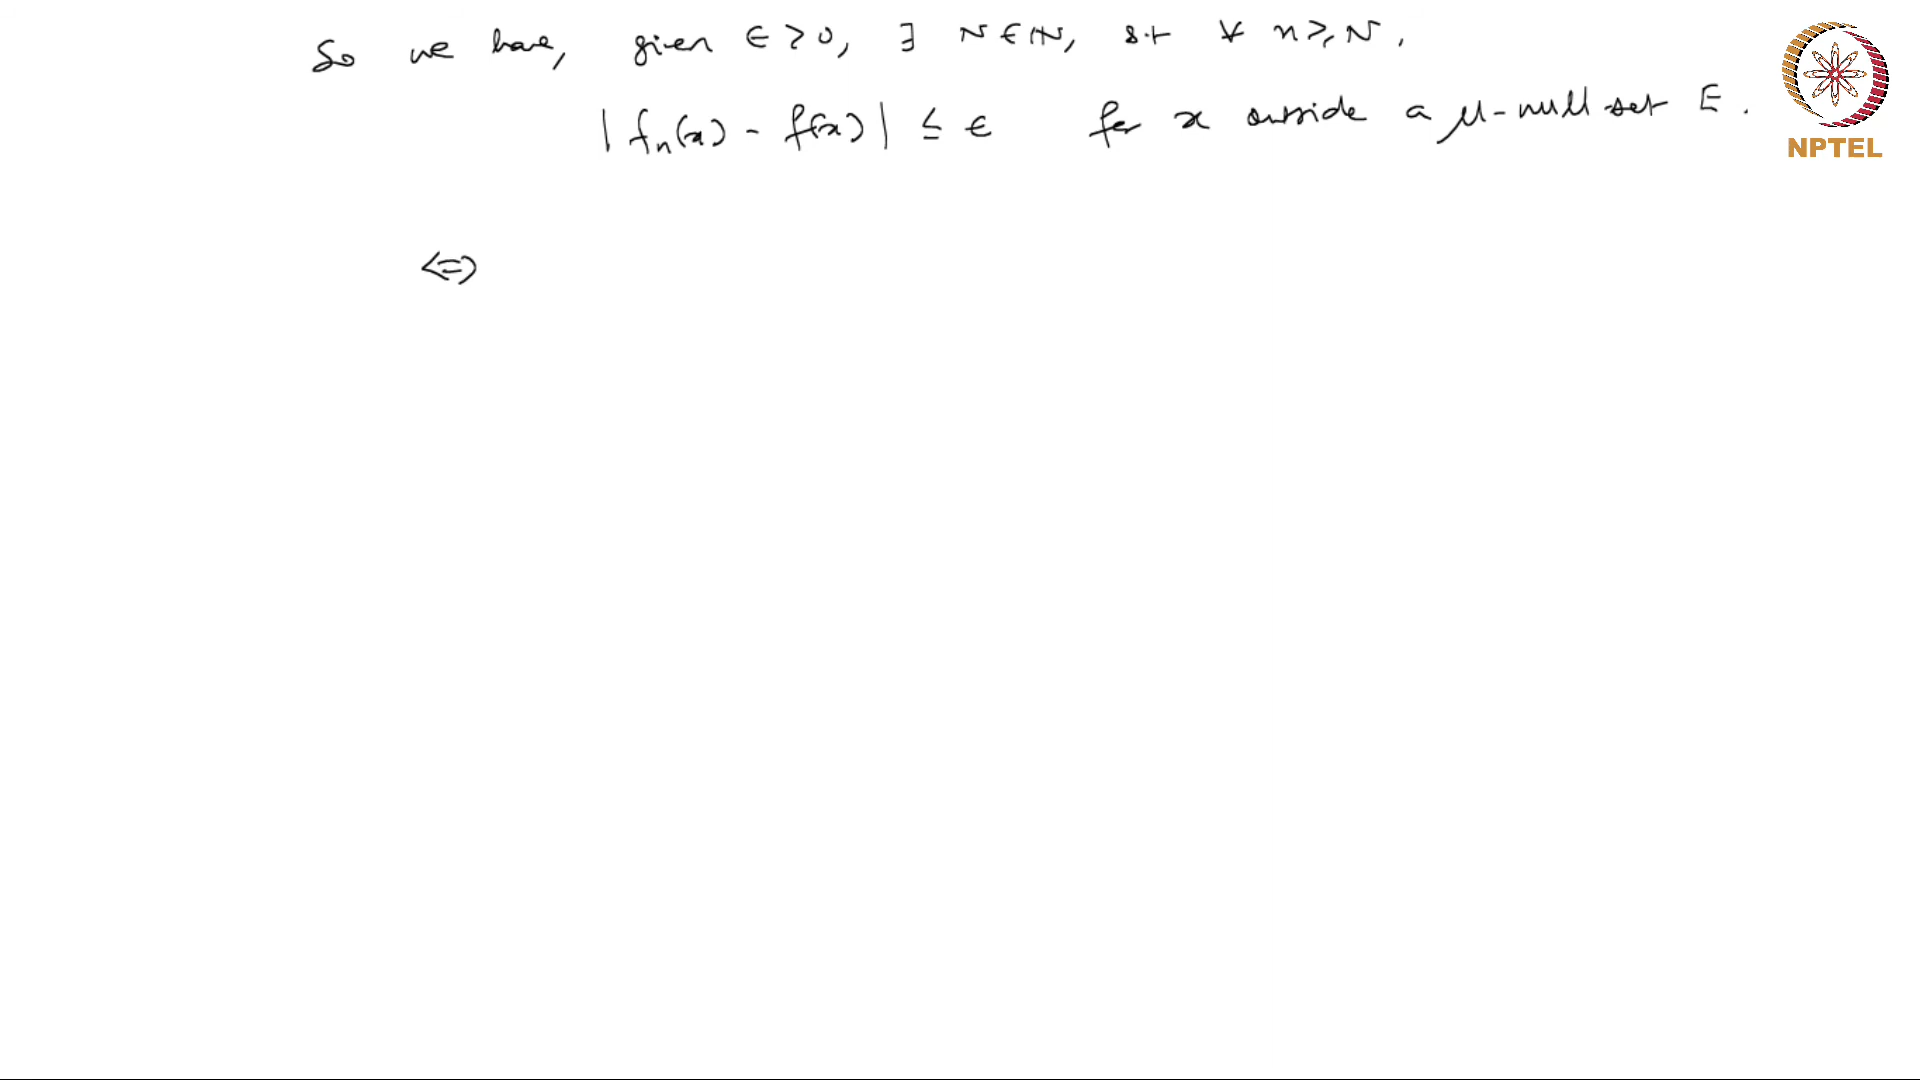 So we have, given ∈ > 0, ∃ N ∈ ℕ, s.t ∀ n ≥ N,
| fn(x) - f(x) | ≤ ∈ for x outside a μ-null set E.
NPTEL
⇔